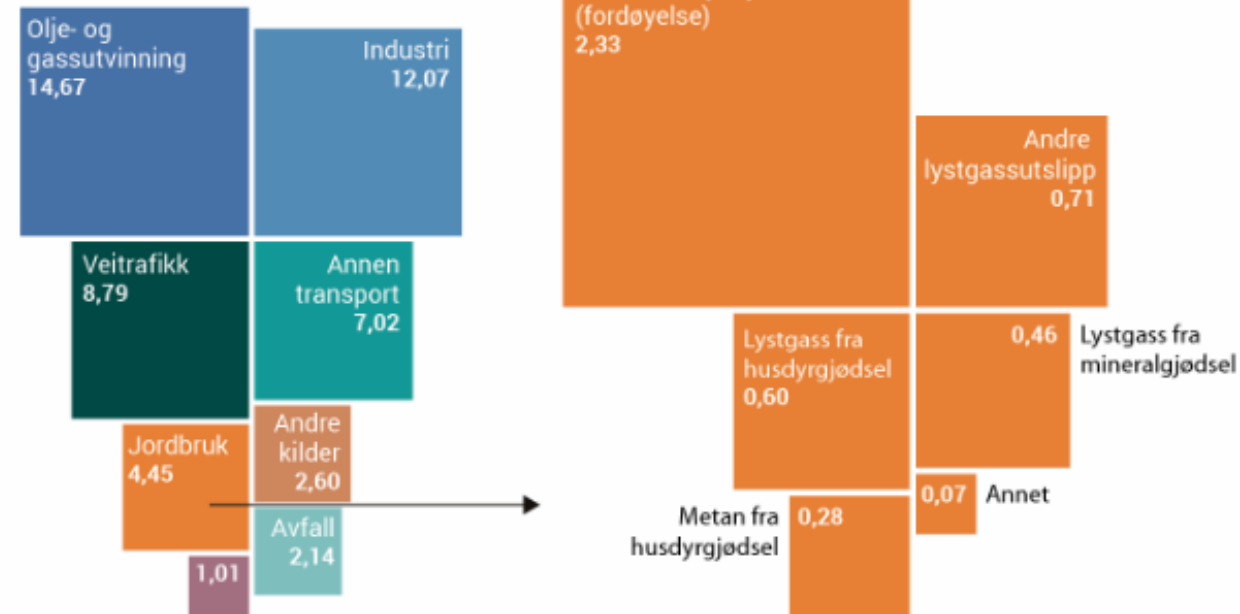 Olje- og
gassutvinning
14,67
Industri
12,07
Veitrafikk
8,79
Annen
transport
7,02
Jordbruk
4,45
Andre
kilder
2,60
Avfall
2,14
1,01
(fordøyelse)
2,33
Andre
lystgassutslipp
0,71
Lystgass fra
husdyrgjødsel
0,60
0,46
Lystgass fra
mineralgjødsel
Metan fra
husdyrgjødsel
0,28
0,07
Annet